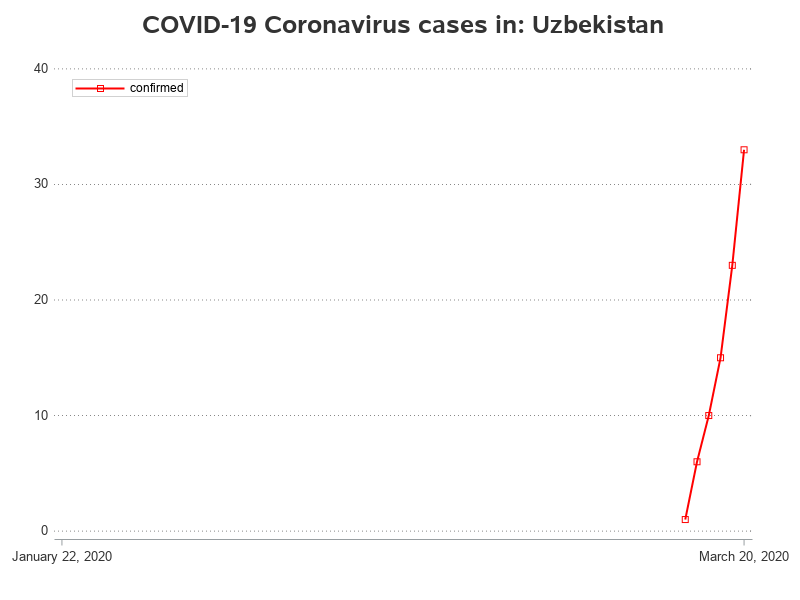 COVID-19 Coronavirus cases in: Uzbekistan
40
confirmed
30
20
10
0
January 22, 2020
March 20, 2020